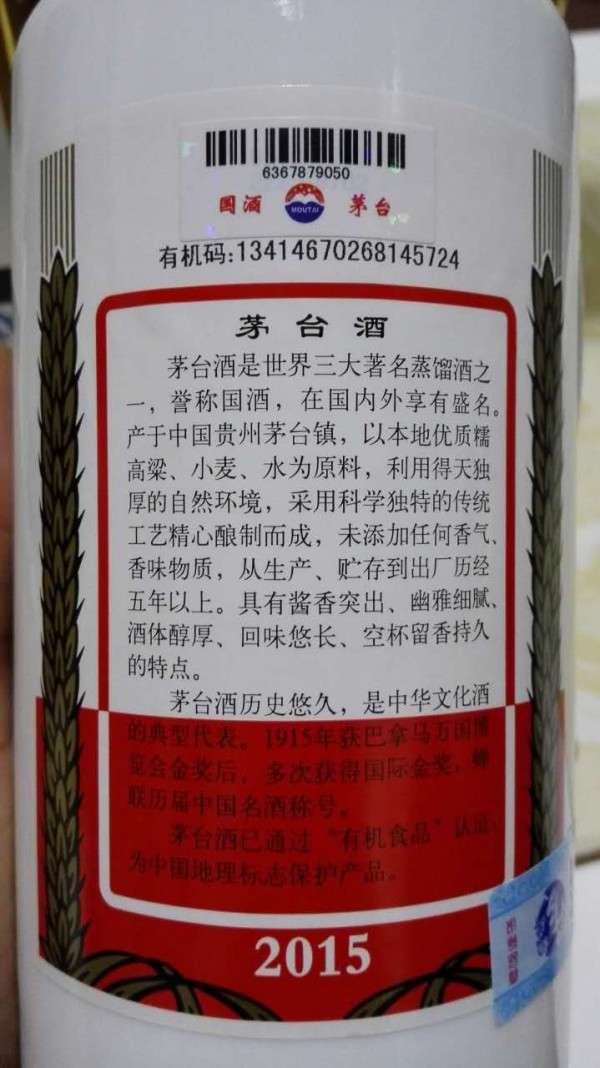 6367879050
国酒 MOUTAI 茅台
有机码:13414670268145724
茅台酒
茅台酒是世界三大著名蒸馏酒之
一，誉称国酒，在国内外享有盛名。
产于中国贵州茅台镇，以本地优质糯
高粱、小麦、水为原料，利用得天独
厚的自然环境，采用科学独特的传统
工艺精心酿制而成，未添加任何香气、
香味物质，从生产、贮存到出厂历经
五年以上。具有酱香突出、幽雅细腻、
酒体醇厚、回味悠长、空杯留香持久
的特点。
茅台酒历史悠久，是中华文化酒
的典型代表。1915年获巴拿马万国博
览会金奖后，多次获得国际金奖，蝉
联历届中国名酒称号。
茅台酒已通过“有机食品”认证，
为中国地理标志保护产品。
2015